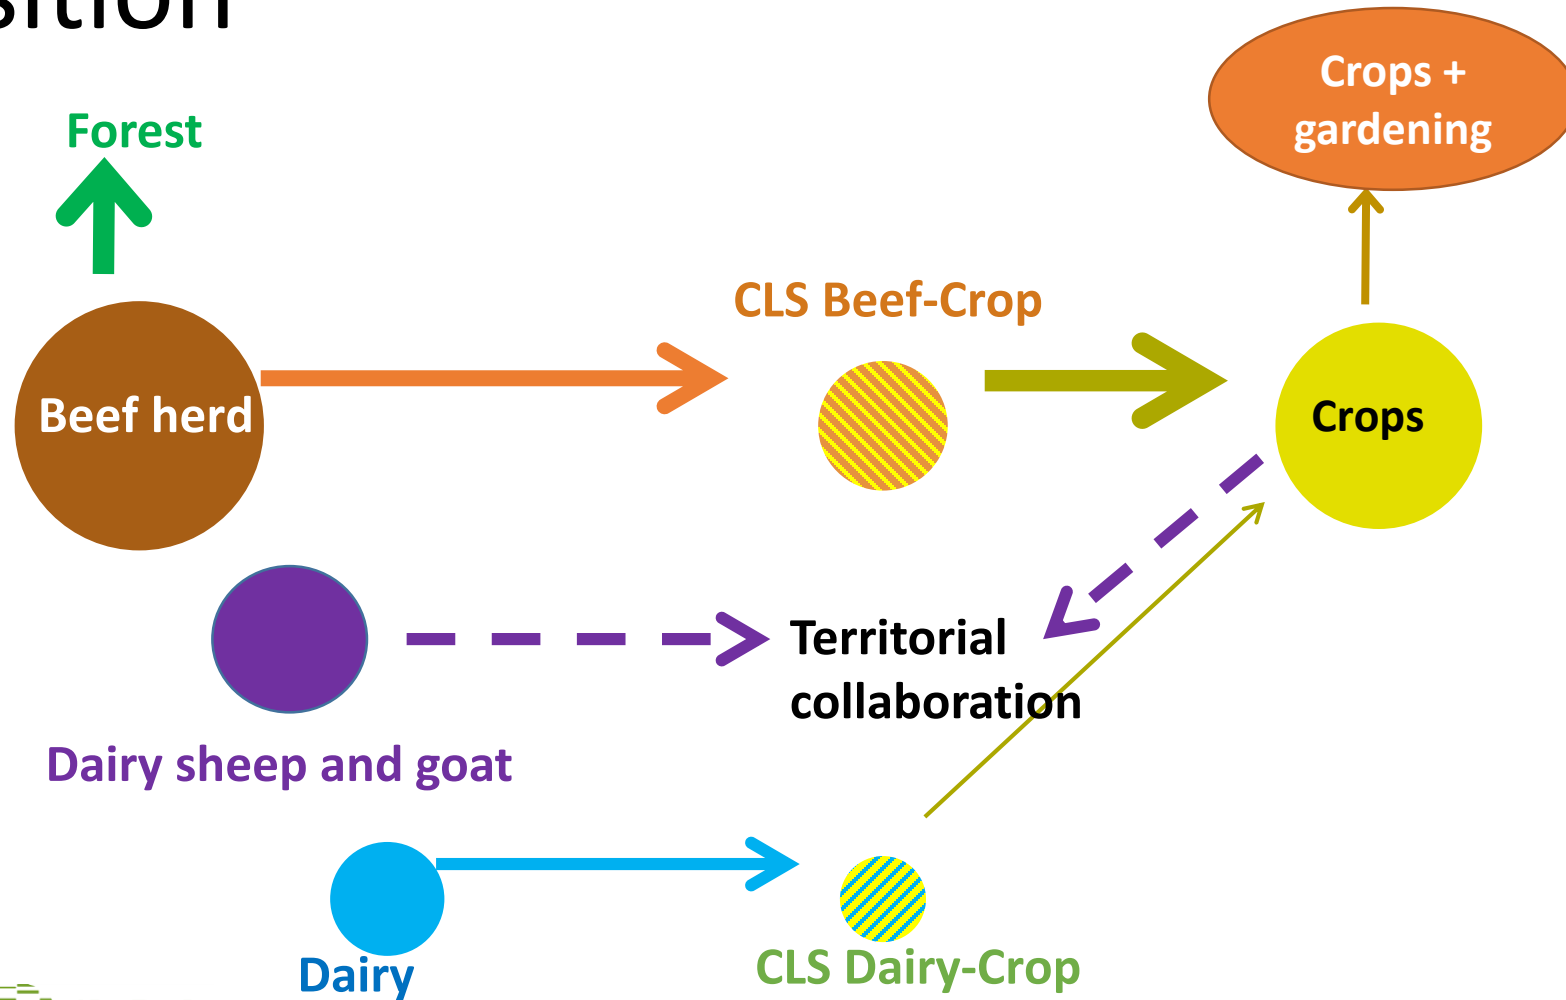 Crops +
gardening
Forest
CLS Beef-Crop
Beef herd
Crops
Territorial
collaboration
Dairy sheep and goat
CLS Dairy-Crop
Dairy